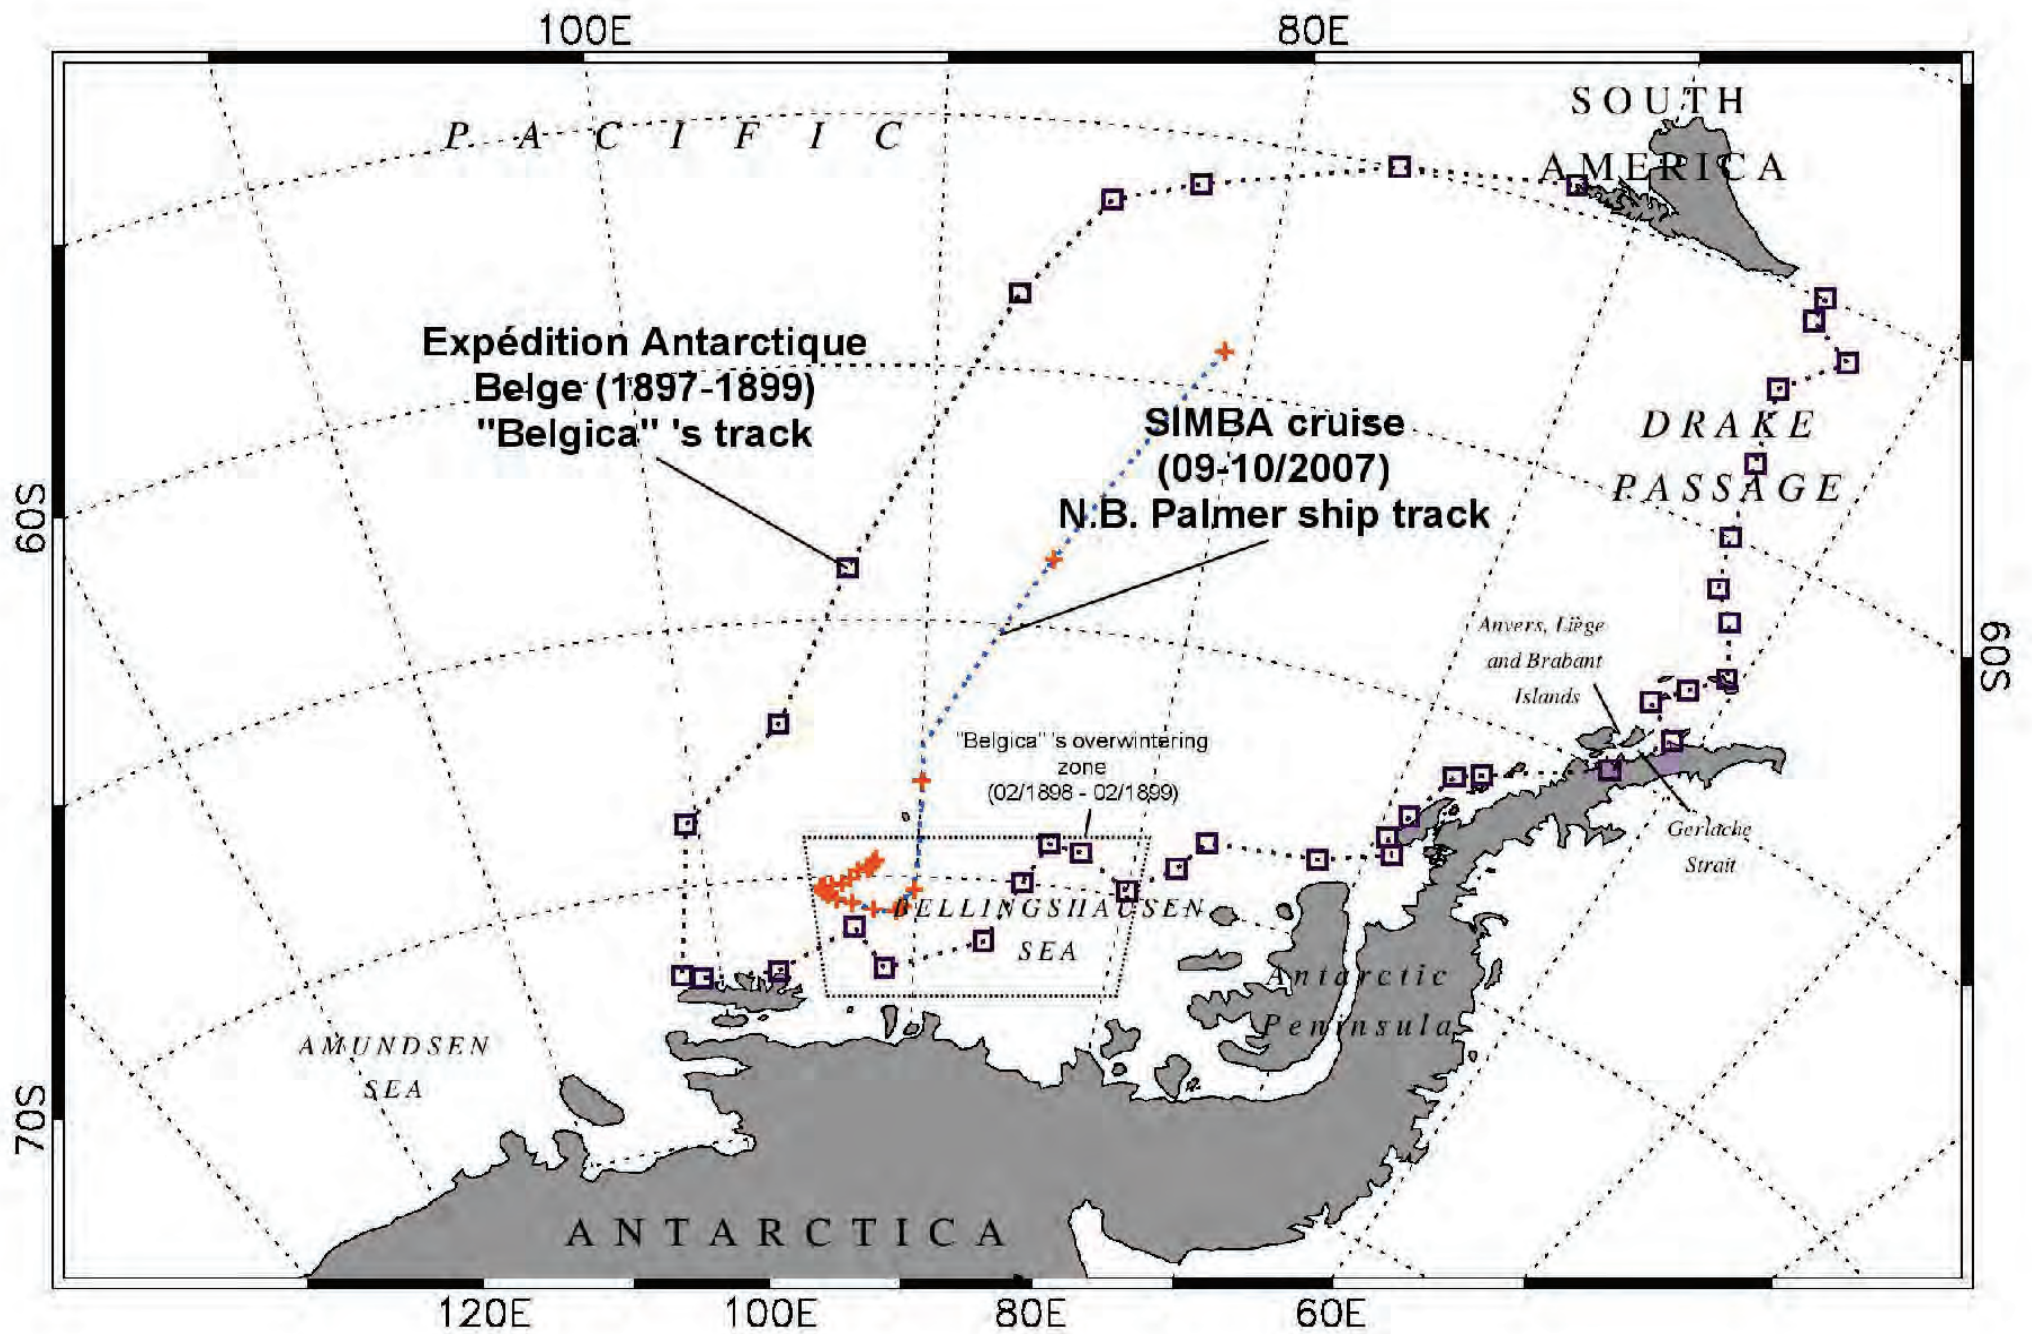 100E 80E
SOUTH
AMERICA
PACIFIC
Expédition Antarctique
Belge (1897-1899)
"Belgica" 's track
SIMBA cruise
(09-10/2007)
N.B. Palmer ship track
DRAKE
PASSAGE
60S
60S
Anvers, Liège
and Brabant
Islands
"Belgica" 's overwintering
zone
(02/1898 - 02/1899)
Gerlache
Strait
BELLINGSHAUSEN
SEA
Antarctic
Peninsula
AMUNDSEN
SEA
70S
ANTARCTICA
120E 100E 80E 60E